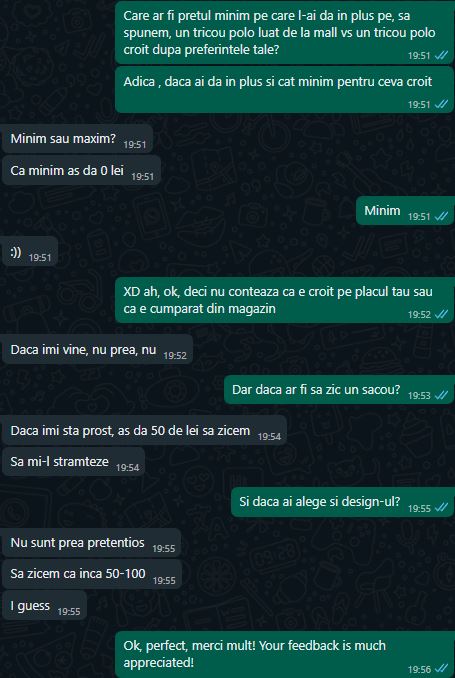 Care ar fi pretul minim pe care l-ai da in plus pe, sa
spunem, un tricou polo luat de la mall vs un tricou polo
croit dupa preferintele tale?
19:51
Adica , daca ai da in plus si cat minim pentru ceva croit
19:51
Minim sau maxim? 19:51
Ca minim as da 0 lei 19:51
Minim 19:51
:)) 19:51
XD ah, ok, deci nu conteaza ca e croit pe placul tau sau
ca e cumparat din magazin 19:52
Daca imi vine, nu prea, nu 19:52
Dar daca ar fi sa zic un sacou? 19:53
Daca imi sta prost, as da 50 de lei sa zicem 19:54
Sa mi-l stramteze 19:54
Si daca ai alege si design-ul? 19:55
Nu sunt prea pretentios 19:55
Sa zicem ca inca 50-100 19:55
I guess 19:55
Ok, perfect, merci mult! Your feedback is much
appreciated! 19:56